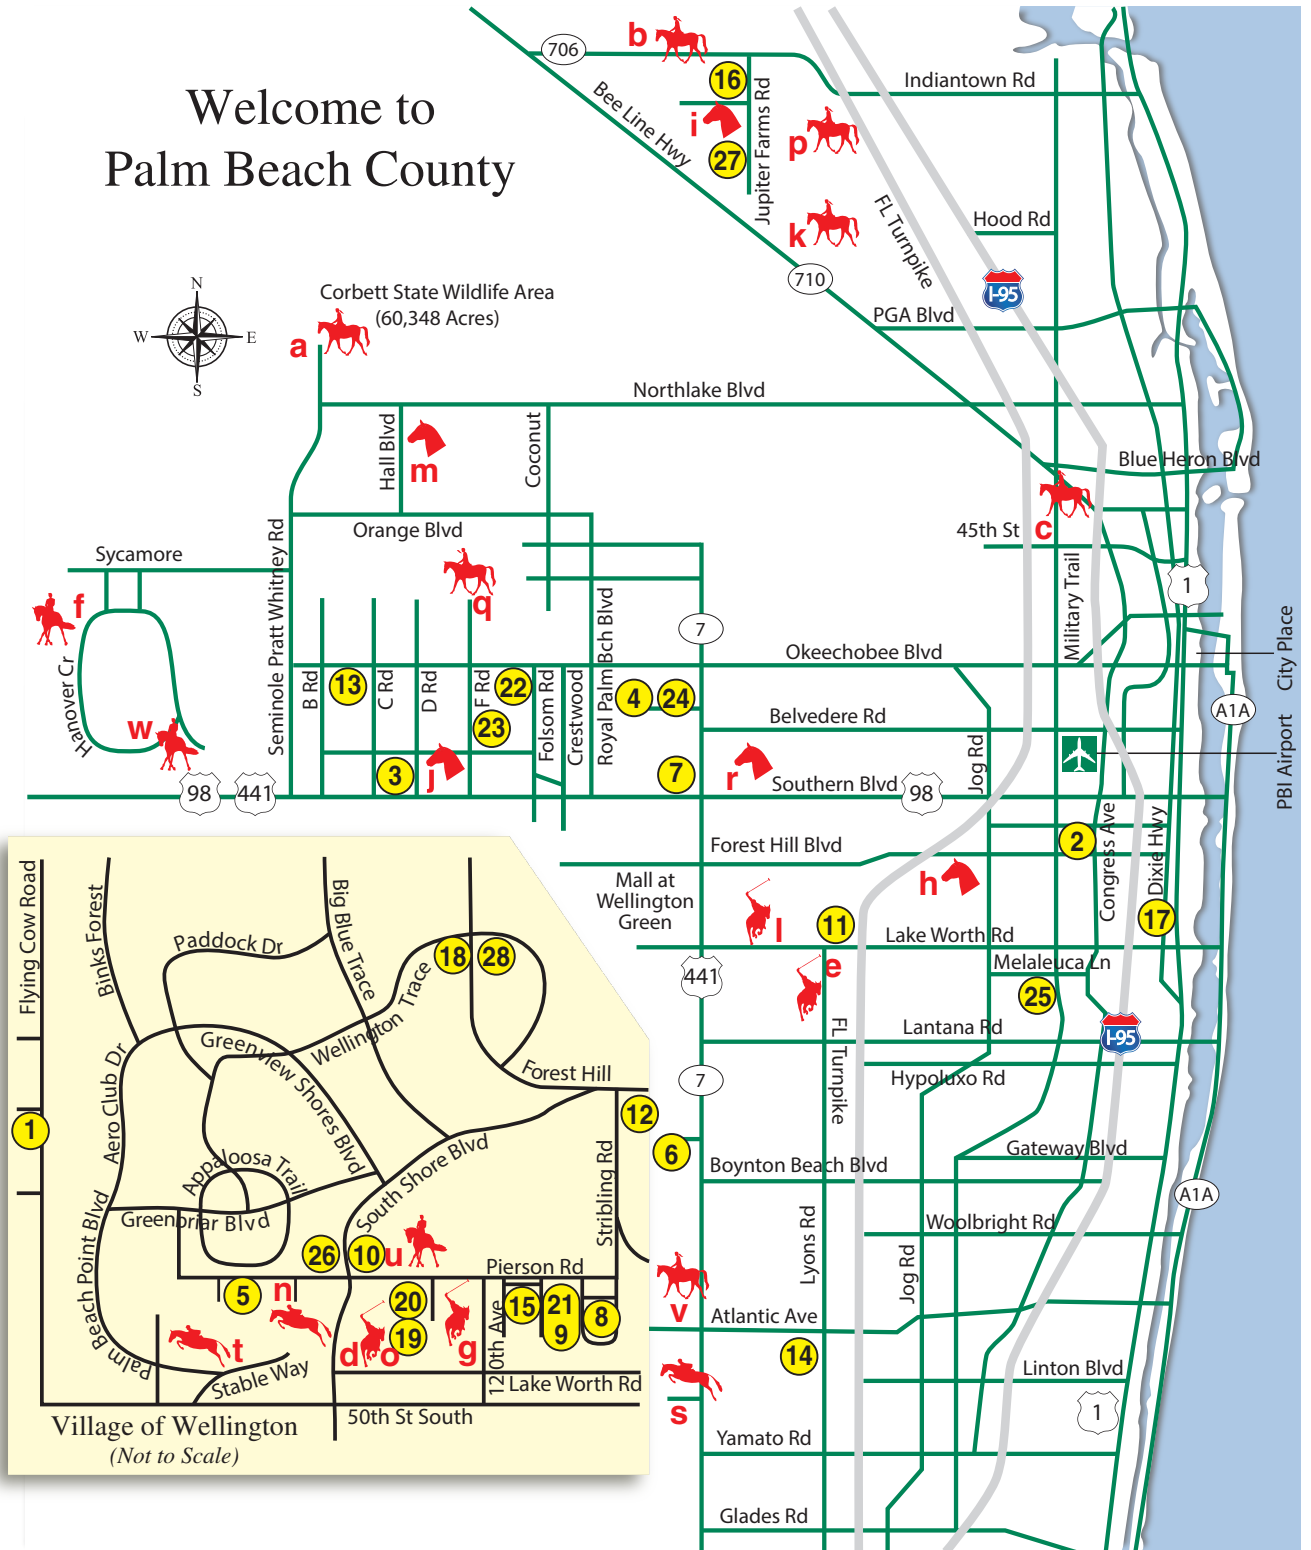 Welcome to
Palm Beach County
b
706
16
Indiantown Rd
Bee Line Hwy
i
27
Jupiter Farms Rd
p
k
FL Turnpike
Hood Rd
710
I-95
PGA Blvd
N
W
E
S
Corbett State Wildlife Area
(60,348 Acres)
a
Northlake Blvd
Hall Blvd
m
Coconut
Blue Heron Blvd
c
45th St
Orange Blvd
Sycamore
Seminole Pratt Whitney Rd
q
f
Hanover Cr
w
Royal Palm Bch Blvd
7
Military Trail
1
Okeechobee Blvd
City Place
B Rd
13
C Rd
D Rd
F Rd
22
23
Folsom Rd
Crestwood
4
24
A1A
Belvedere Rd
3
j
7
r
Jog Rd
PBI Airport
98
441
Southern Blvd
98
Forest Hill Blvd
2
Congress Ave
Dixie Hwy
Mall at
Wellington
Green
h
l
11
17
Lake Worth Rd
441
e
Melaleuca Ln
25
FL Turnpike
Lantana Rd
I-95
Hypoluxo Rd
7
6
Gateway Blvd
Boynton Beach Blvd
A1A
Lyons Rd
Woolbright Rd
Jog Rd
v
Atlantic Ave
14
s
Linton Blvd
1
Yamato Rd
Glades Rd
Flying Cow Road
Binks Forest
Paddock Dr
Big Blue Trace
18
28
Wellington Trace
Greenview Shores Blvd
Aero Club Dr
Forest Hill
12
1
Appaloosa Trail
South Shore Blvd
Stribling Rd
Greenbriar Blvd
Palm Beach Point Blvd
26
10
u
Pierson Rd
5
n
20
19
d
o
g
120th Ave
15
21
9
8
t
Stable Way
Lake Worth Rd
50th St South
Village of Wellington
(Not to Scale)